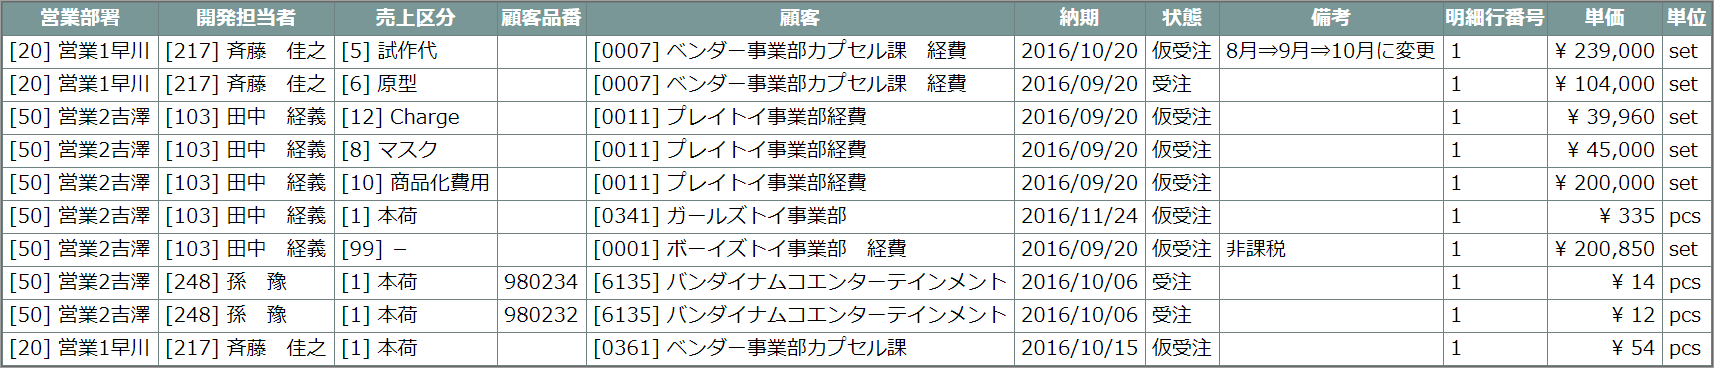 営業部署 開発担当者 売上区分 顧客品番 顧客 納期 状態 備考 明細行番号 単価 単位
[20] 営業1早川 [217] 斉藤　佳之 [5] 試作代 [0007] ベンダー事業部カプセル課　経費 2016/10/20 仮受注 8月⇒9月⇒10月に変更 1 ¥ 239,000 set
[20] 営業1早川 [217] 斉藤　佳之 [6] 原型 [0007] ベンダー事業部カプセル課　経費 2016/09/20 受注 1 ¥ 104,000 set
[50] 営業2吉澤 [103] 田中　経義 [12] Charge [0011] プレイトイ事業部経費 2016/09/20 仮受注 1 ¥ 39,960 set
[50] 営業2吉澤 [103] 田中　経義 [8] マスク [0011] プレイトイ事業部経費 2016/09/20 仮受注 1 ¥ 45,000 set
[50] 営業2吉澤 [103] 田中　経義 [10] 商品化費用 [0011] プレイトイ事業部経費 2016/09/20 仮受注 1 ¥ 200,000 set
[50] 営業2吉澤 [103] 田中　経義 [1] 本荷 [0341] ガールズトイ事業部 2016/11/24 仮受注 1 ¥ 335 pcs
[50] 営業2吉澤 [103] 田中　経義 [99] － [0001] ボーイズトイ事業部　経費 2016/09/20 仮受注 非課税 1 ¥ 200,850 set
[50] 営業2吉澤 [248] 孫　豫 [1] 本荷 980234 [6135] バンダイナムコエンターテインメント 2016/10/06 受注 1 ¥ 14 pcs
[50] 営業2吉澤 [248] 孫　豫 [1] 本荷 980232 [6135] バンダイナムコエンターテインメント 2016/10/06 受注 1 ¥ 12 pcs
[20] 営業1早川 [217] 斉藤　佳之 [1] 本荷 [0361] ベンダー事業部カプセル課 2016/10/15 仮受注 1 ¥ 54 pcs